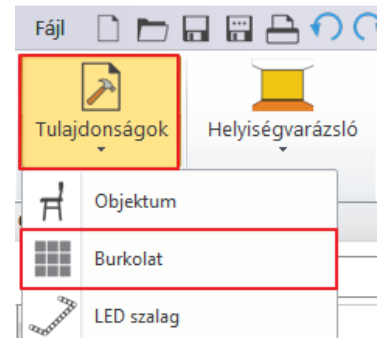 Fájl
Tulajdonságok
Helyiségvarázsló
Objektum
Burkolat
LED szalag